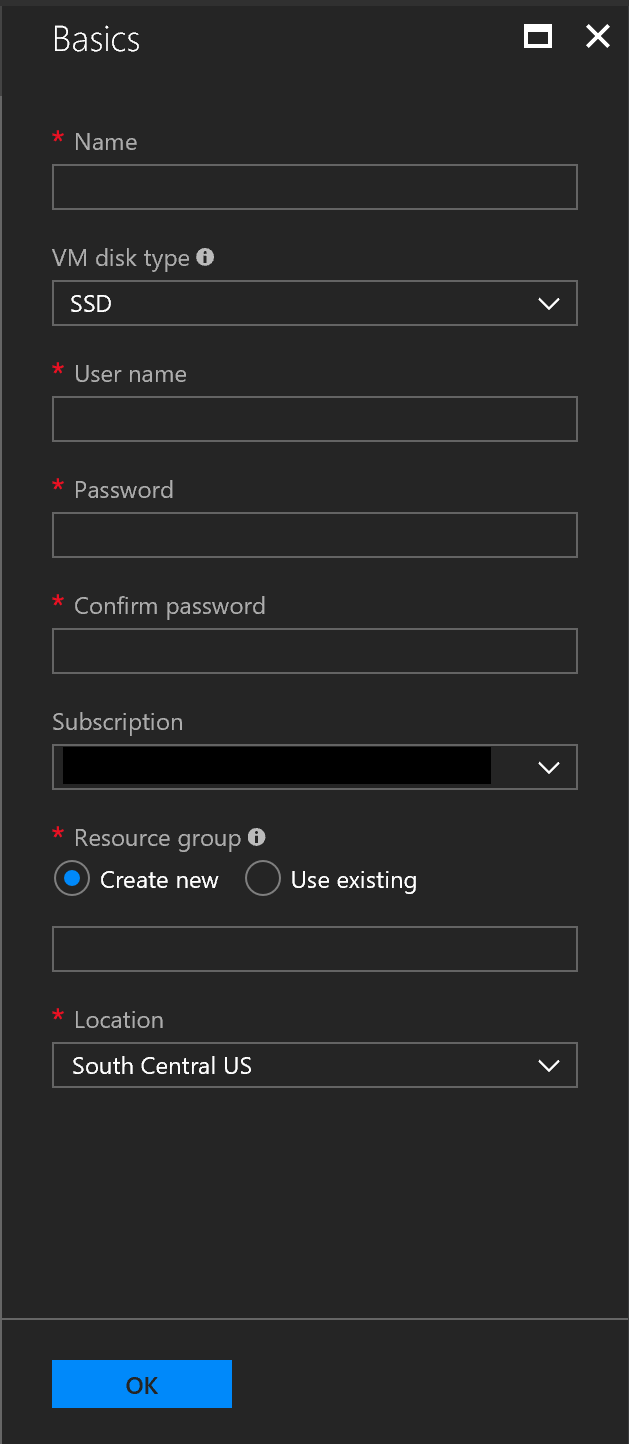 Basics
* Name
VM disk type
SSD
* User name
* Password
* Confirm password
Subscription
* Resource group
Create new Use existing
* Location
South Central US
OK